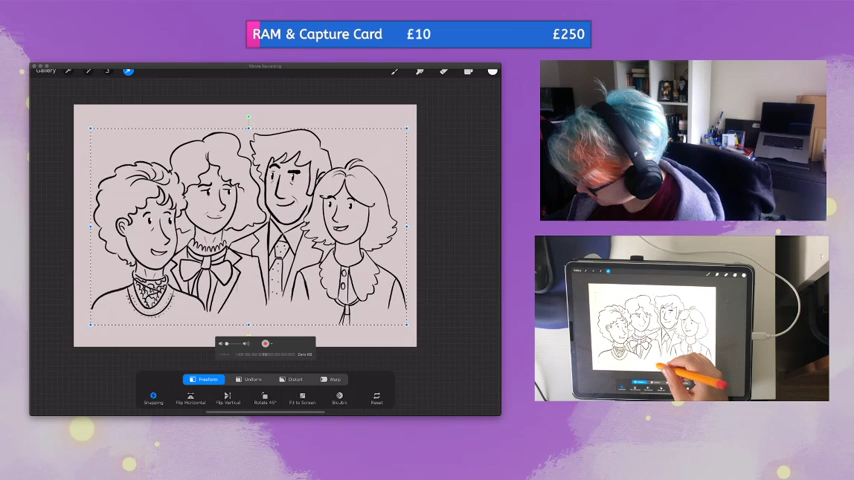 RAM & Capture Card £10 £250
Gallery
Freeform Uniform Distort Warp
Snapping Flip Horizontal Flip Vertical Rotate 45° Fit to Screen Bicubic Reset